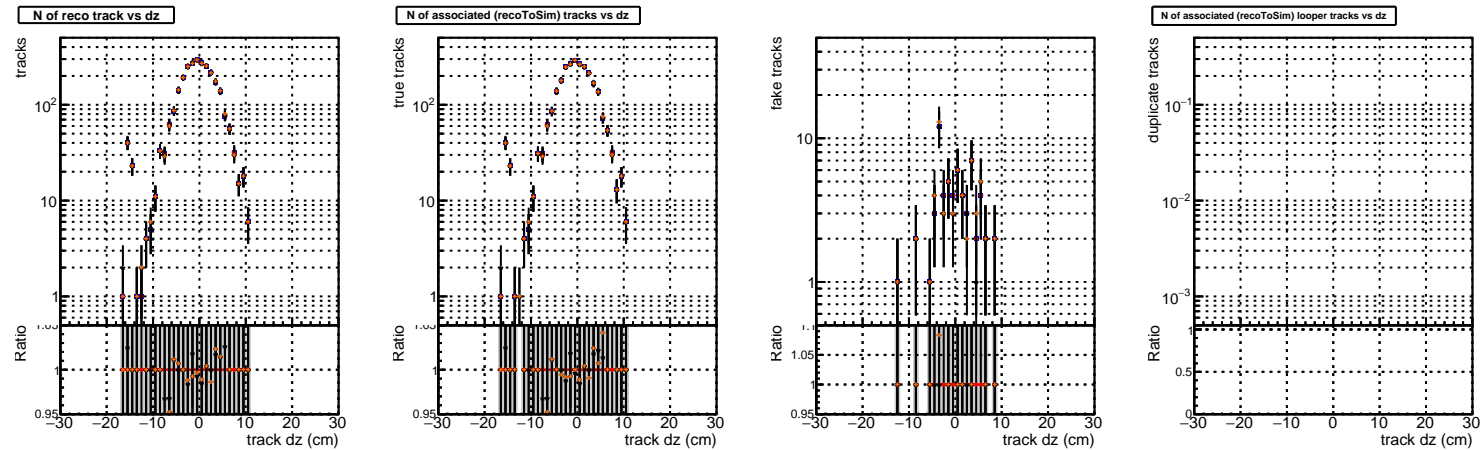 N of reco track vs dz
tracks
10²
10
1
Ratio
1.05
1
0.95
−30 −20 −10 0 10 20 30
track dz (cm)
N of associated (recoToSim) tracks vs dz
true tracks
10²
10
1
Ratio
1.05
1
0.95
−30 −20 −10 0 10 20 30
track dz (cm)
fake tracks
10
1
Ratio
1.1
1.05
1
0.95
−30 −20 −10 0 10 20 30
track dz (cm)
N of associated (recoToSim) looper tracks vs dz
duplicate tracks
10⁻¹
10⁻²
10⁻³
Ratio
1
0.5
0
−30 −20 −10 0 10 20 30
track dz (cm)